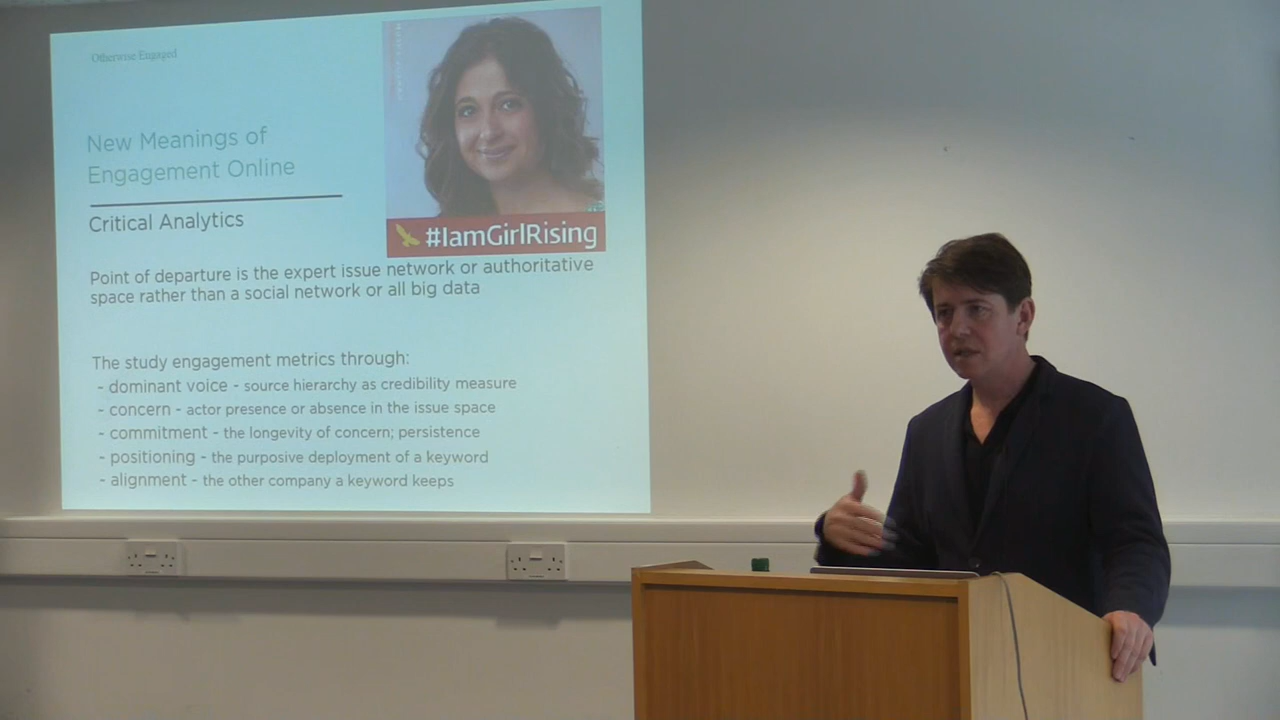 Otherwise Engaged
New Meanings of
Engagement Online
Critical Analytics
#IamGirlRising
Point of departure is the expert issue network or authoritative
space rather than a social network or all big data
The study engagement metrics through:
- dominant voice - source hierarchy as credibility measure
- concern - actor presence or absence in the issue space
- commitment - the longevity of concern; persistence
- positioning - the purposive deployment of a keyword
- alignment - the other company a keyword keeps